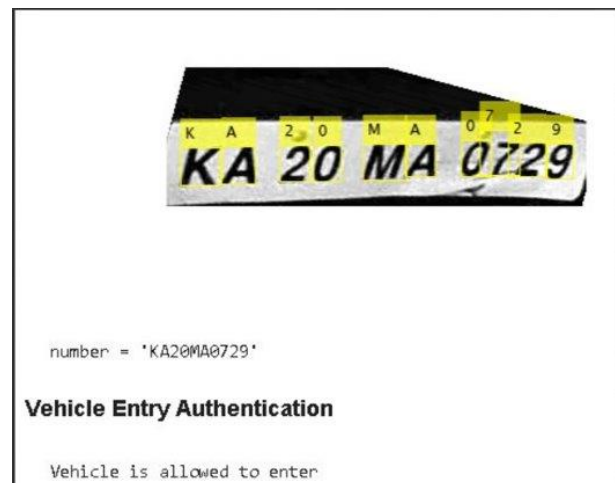 K A 2 0 M A 0 7 2 9
KA 20 MA 0729
number = 'KA20MA0729'
Vehicle Entry Authentication
Vehicle is allowed to enter